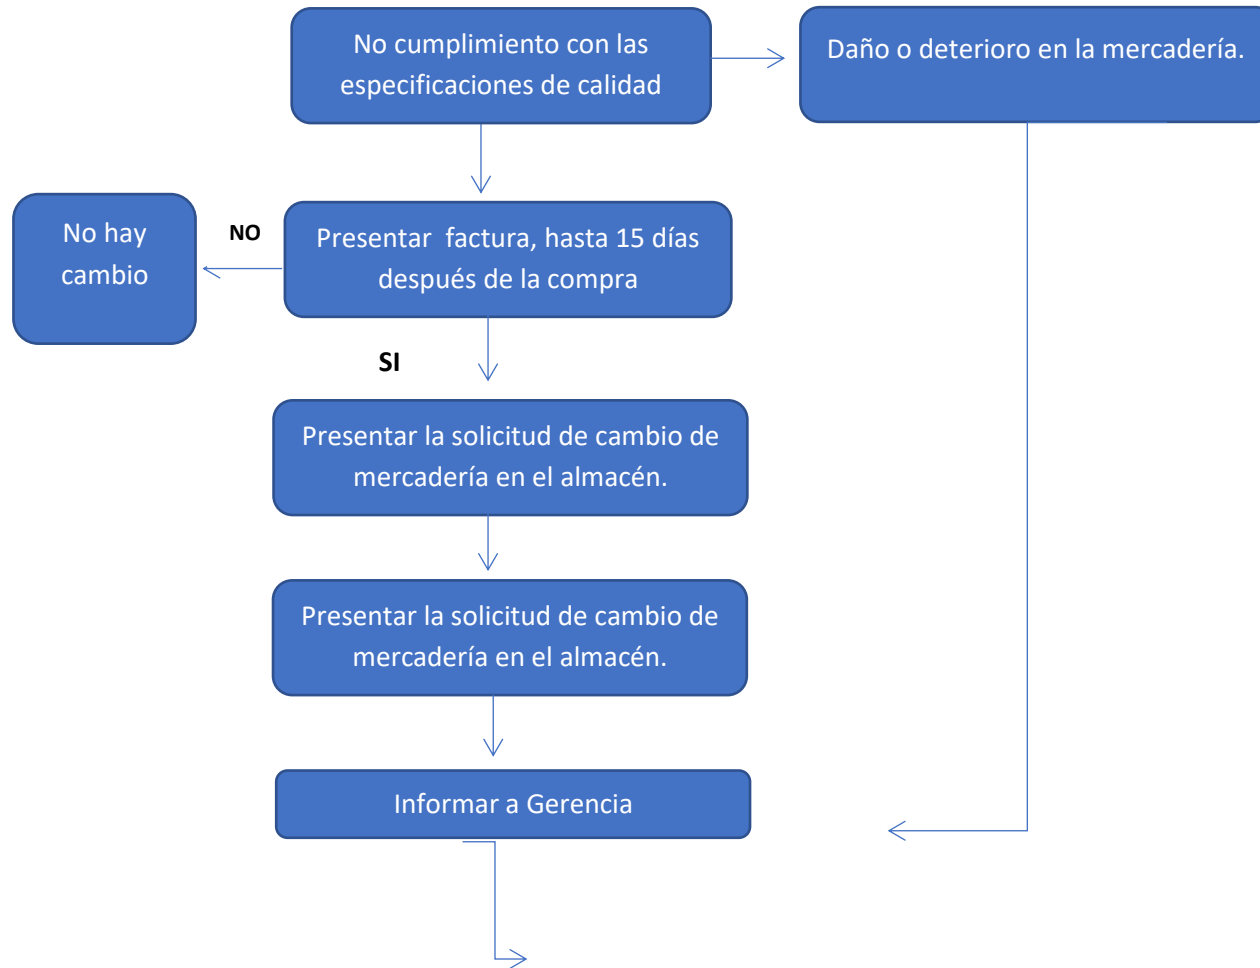 No cumplimiento con las
especificaciones de calidad
Daño o deterioro en la mercadería.
No hay
cambio
NO
Presentar  factura, hasta 15 días
después de la compra
SI
Presentar la solicitud de cambio de
mercadería en el almacén.
Presentar la solicitud de cambio de
mercadería en el almacén.
Informar a Gerencia